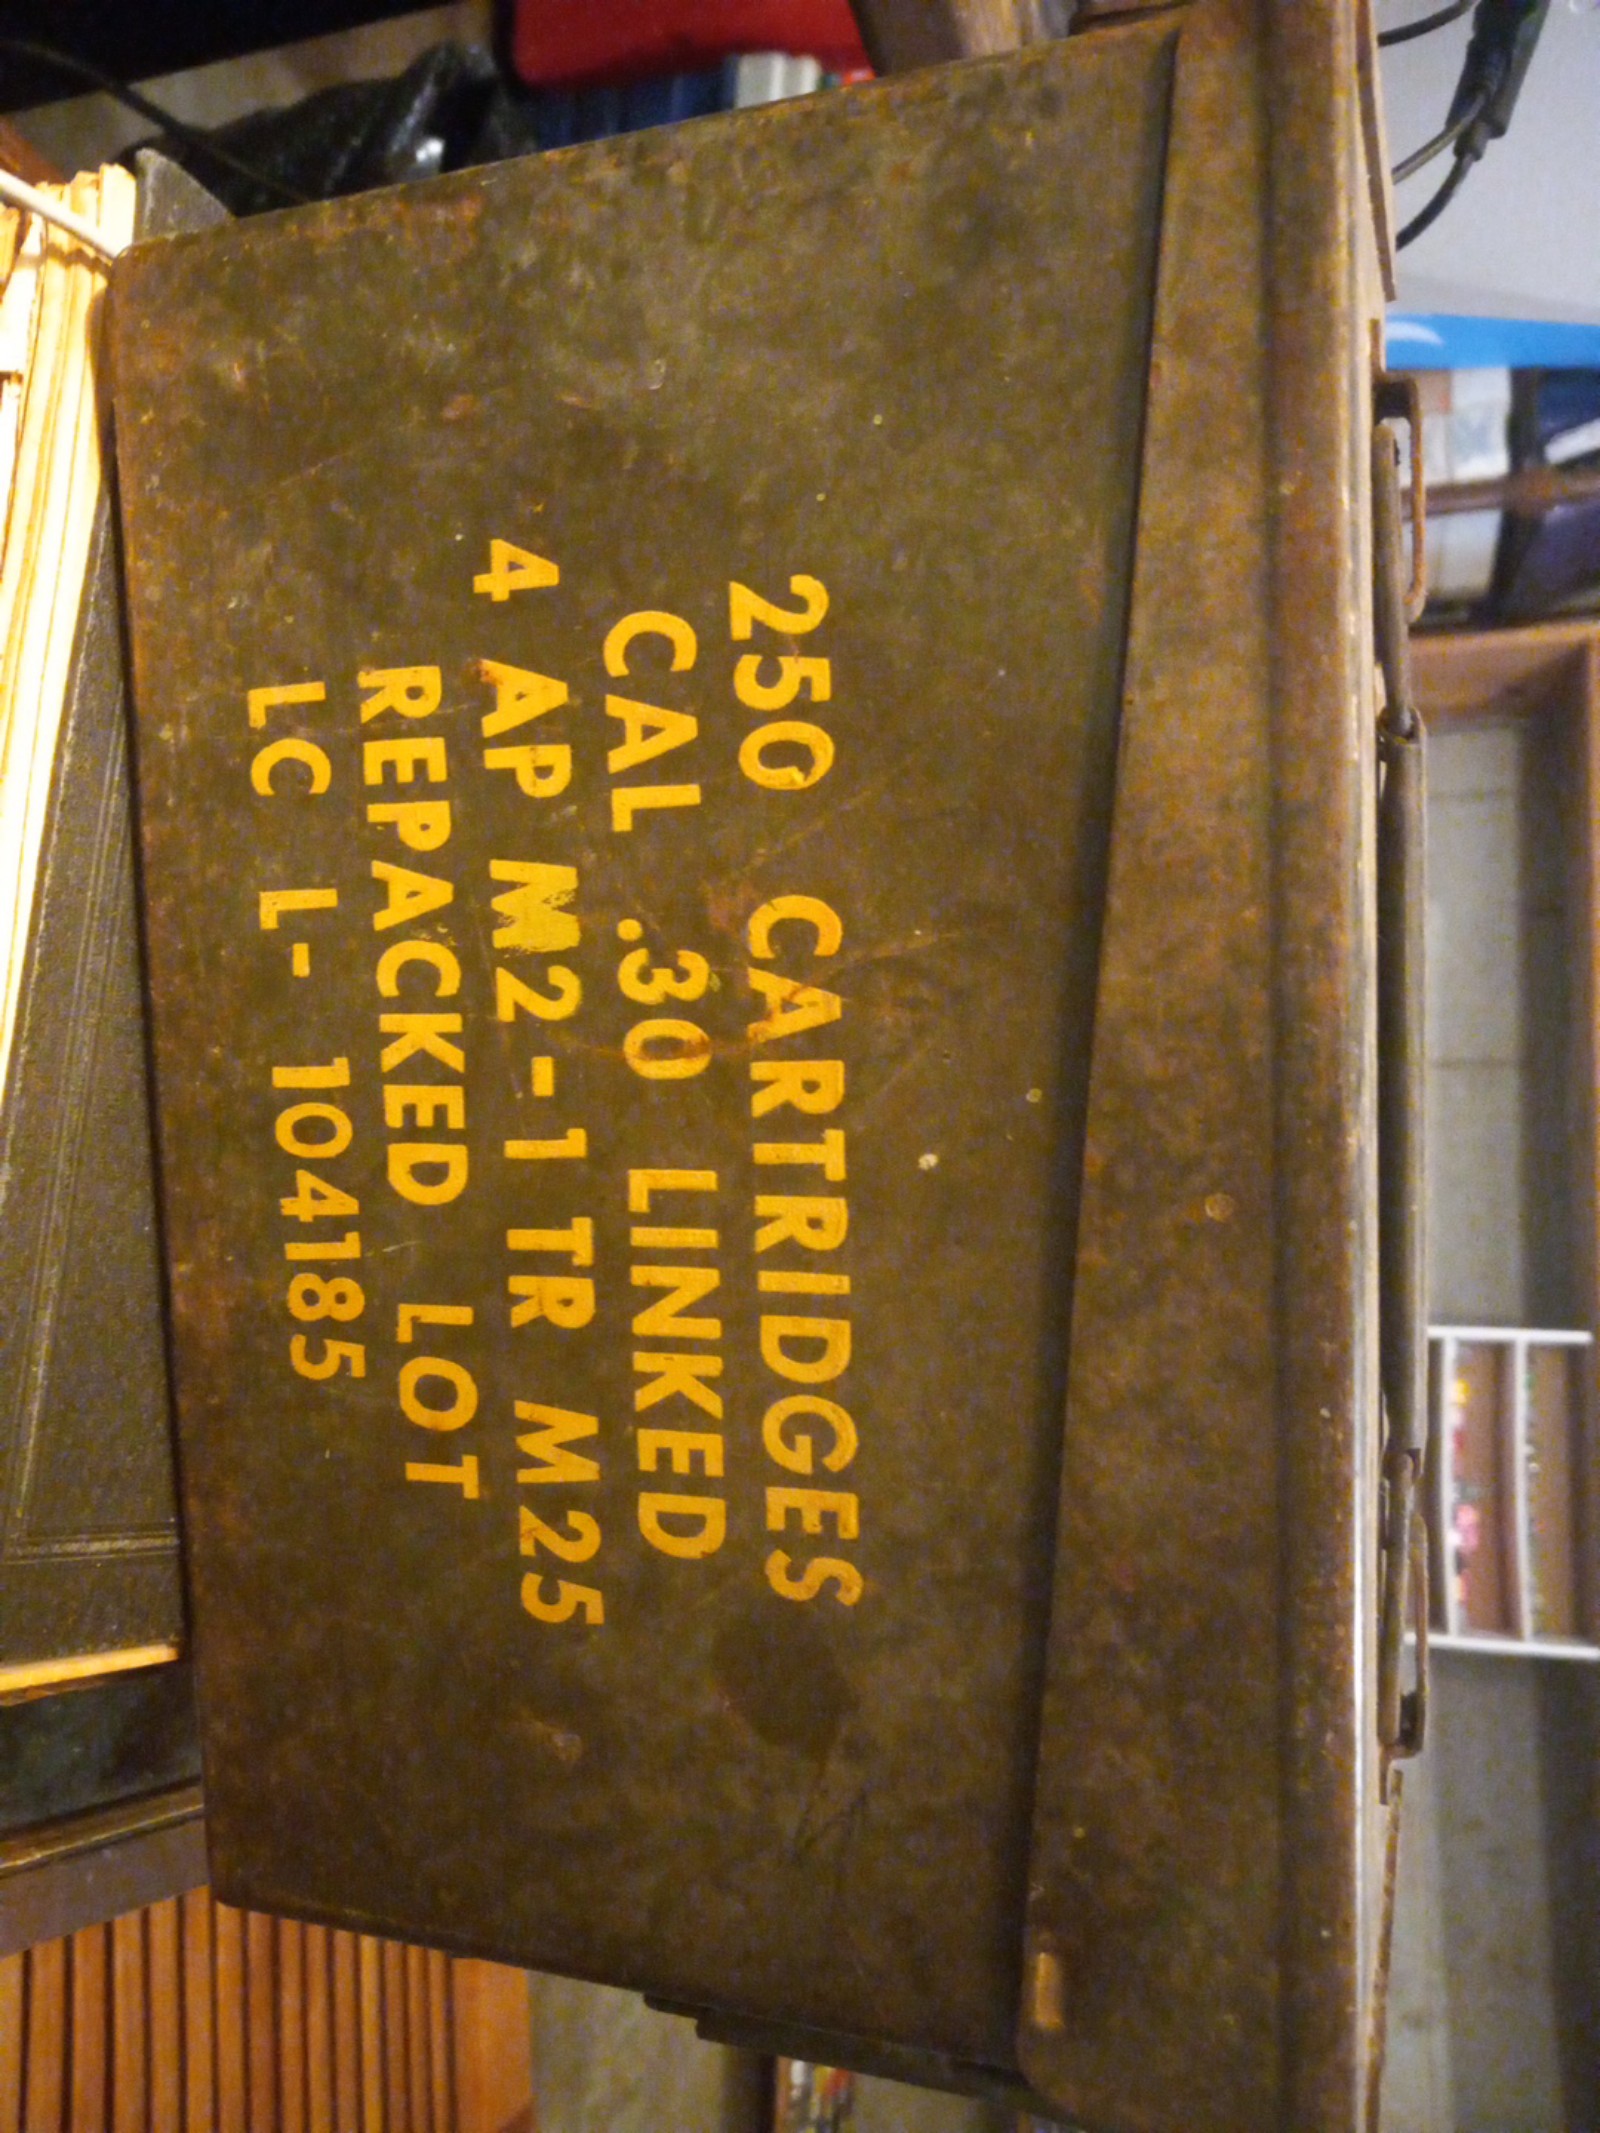 250 CARTRIDGES
CAL .30 LINKED
4 AP M2-1 TR M25
REPACKED LOT
LC L- 104185